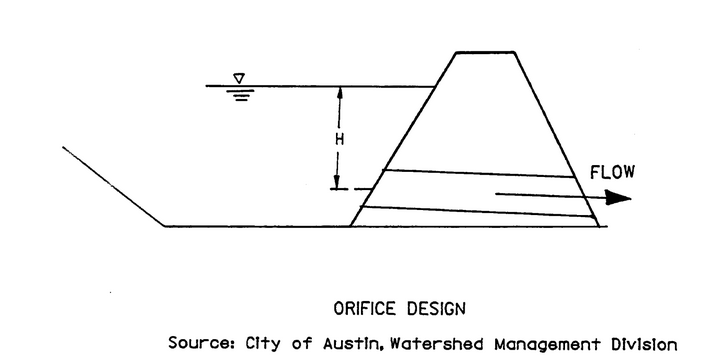 H
FLOW
ORIFICE DESIGN
Source: City of Austin, Watershed Management Division